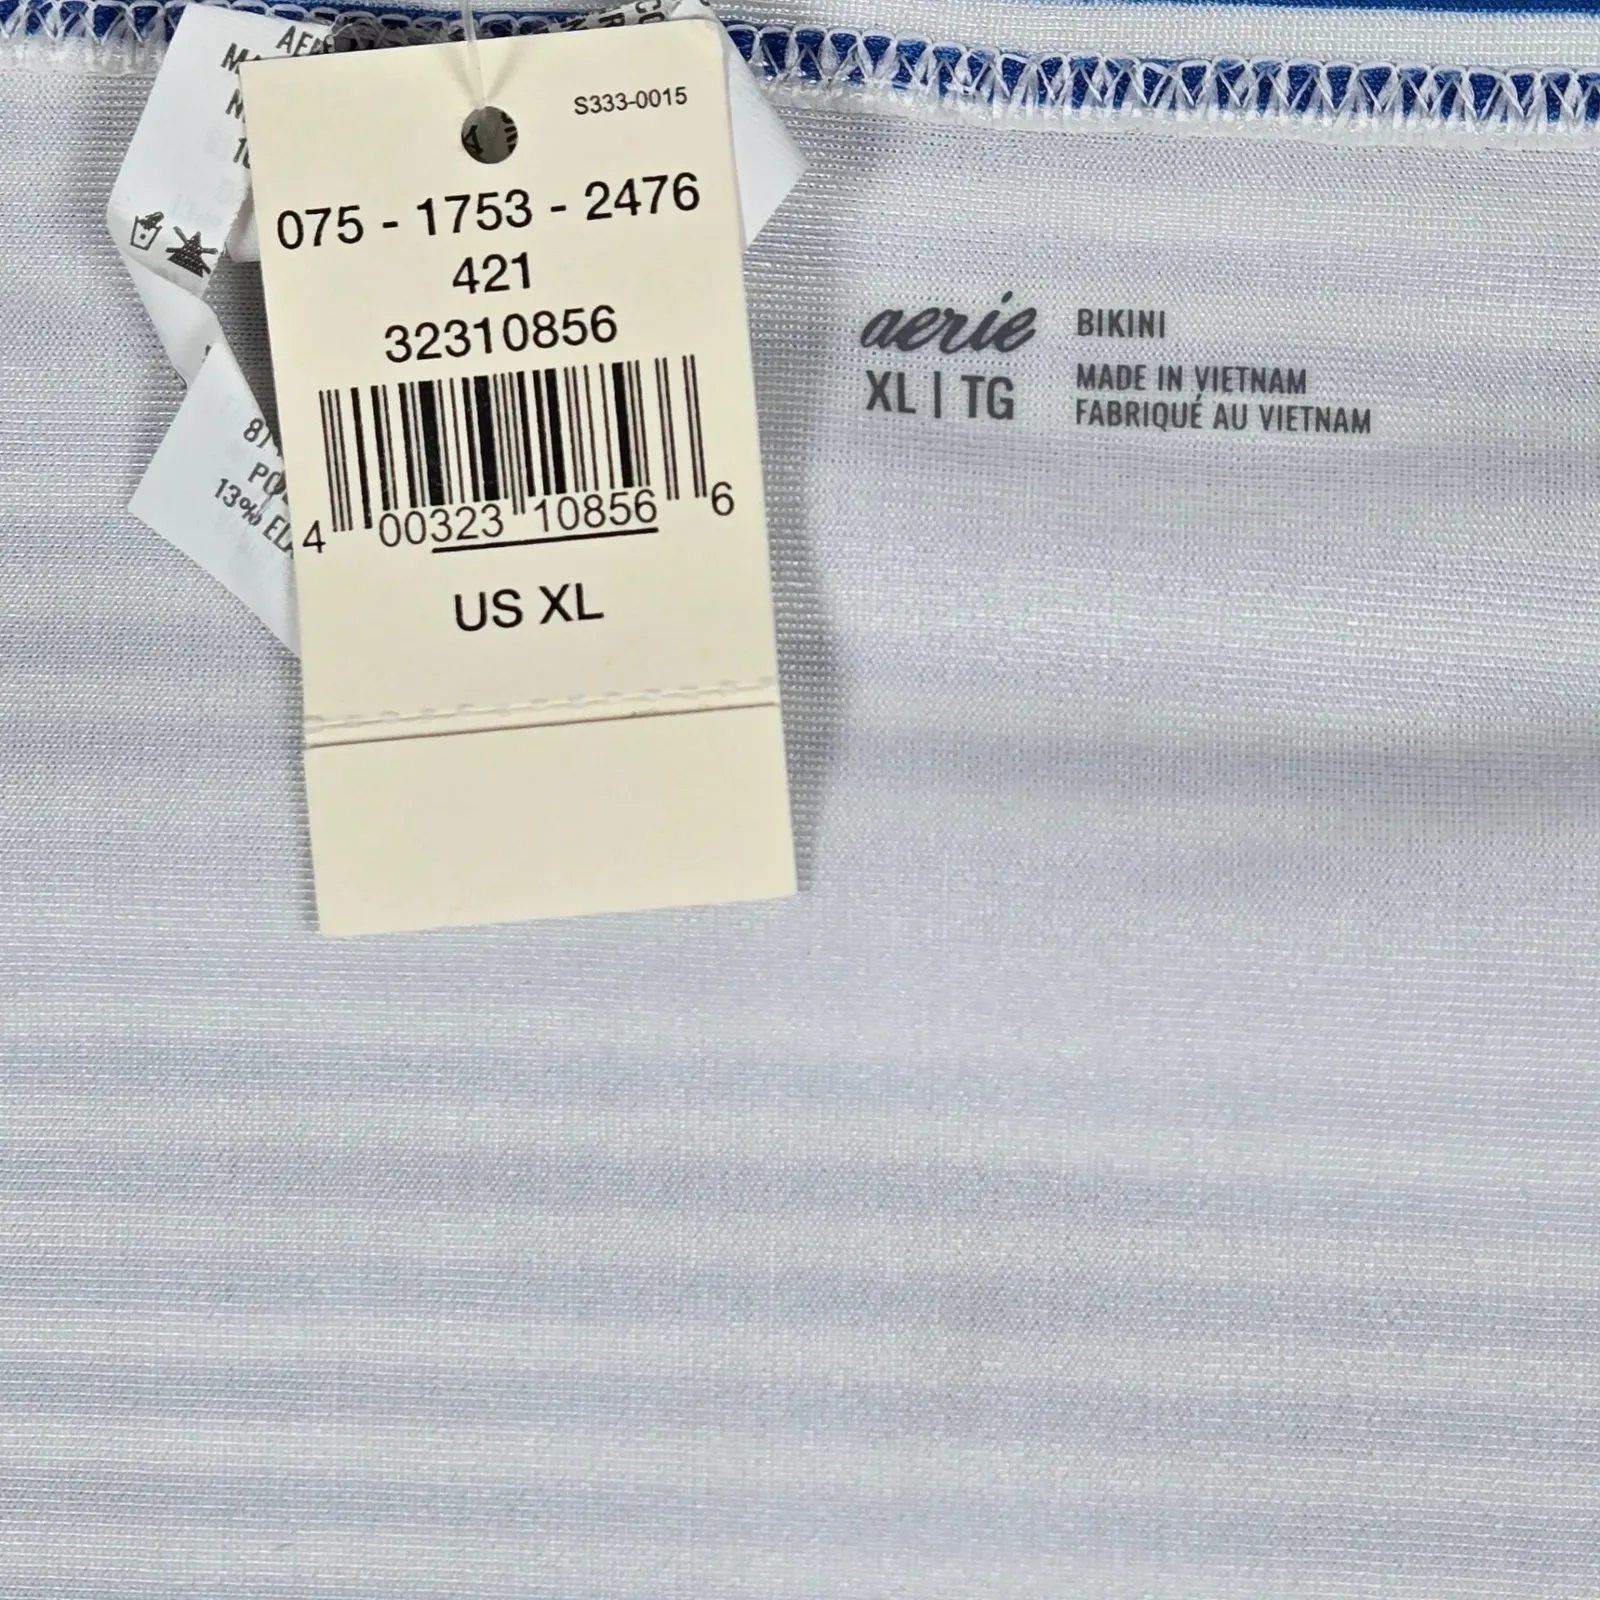 S333-0015
075 - 1753 - 2476
421
32310856
4 00323 10856 6
US XL
aerie BIKINI
XL | TG
MADE IN VIETNAM
FABRIQUÉ AU VIETNAM
13%